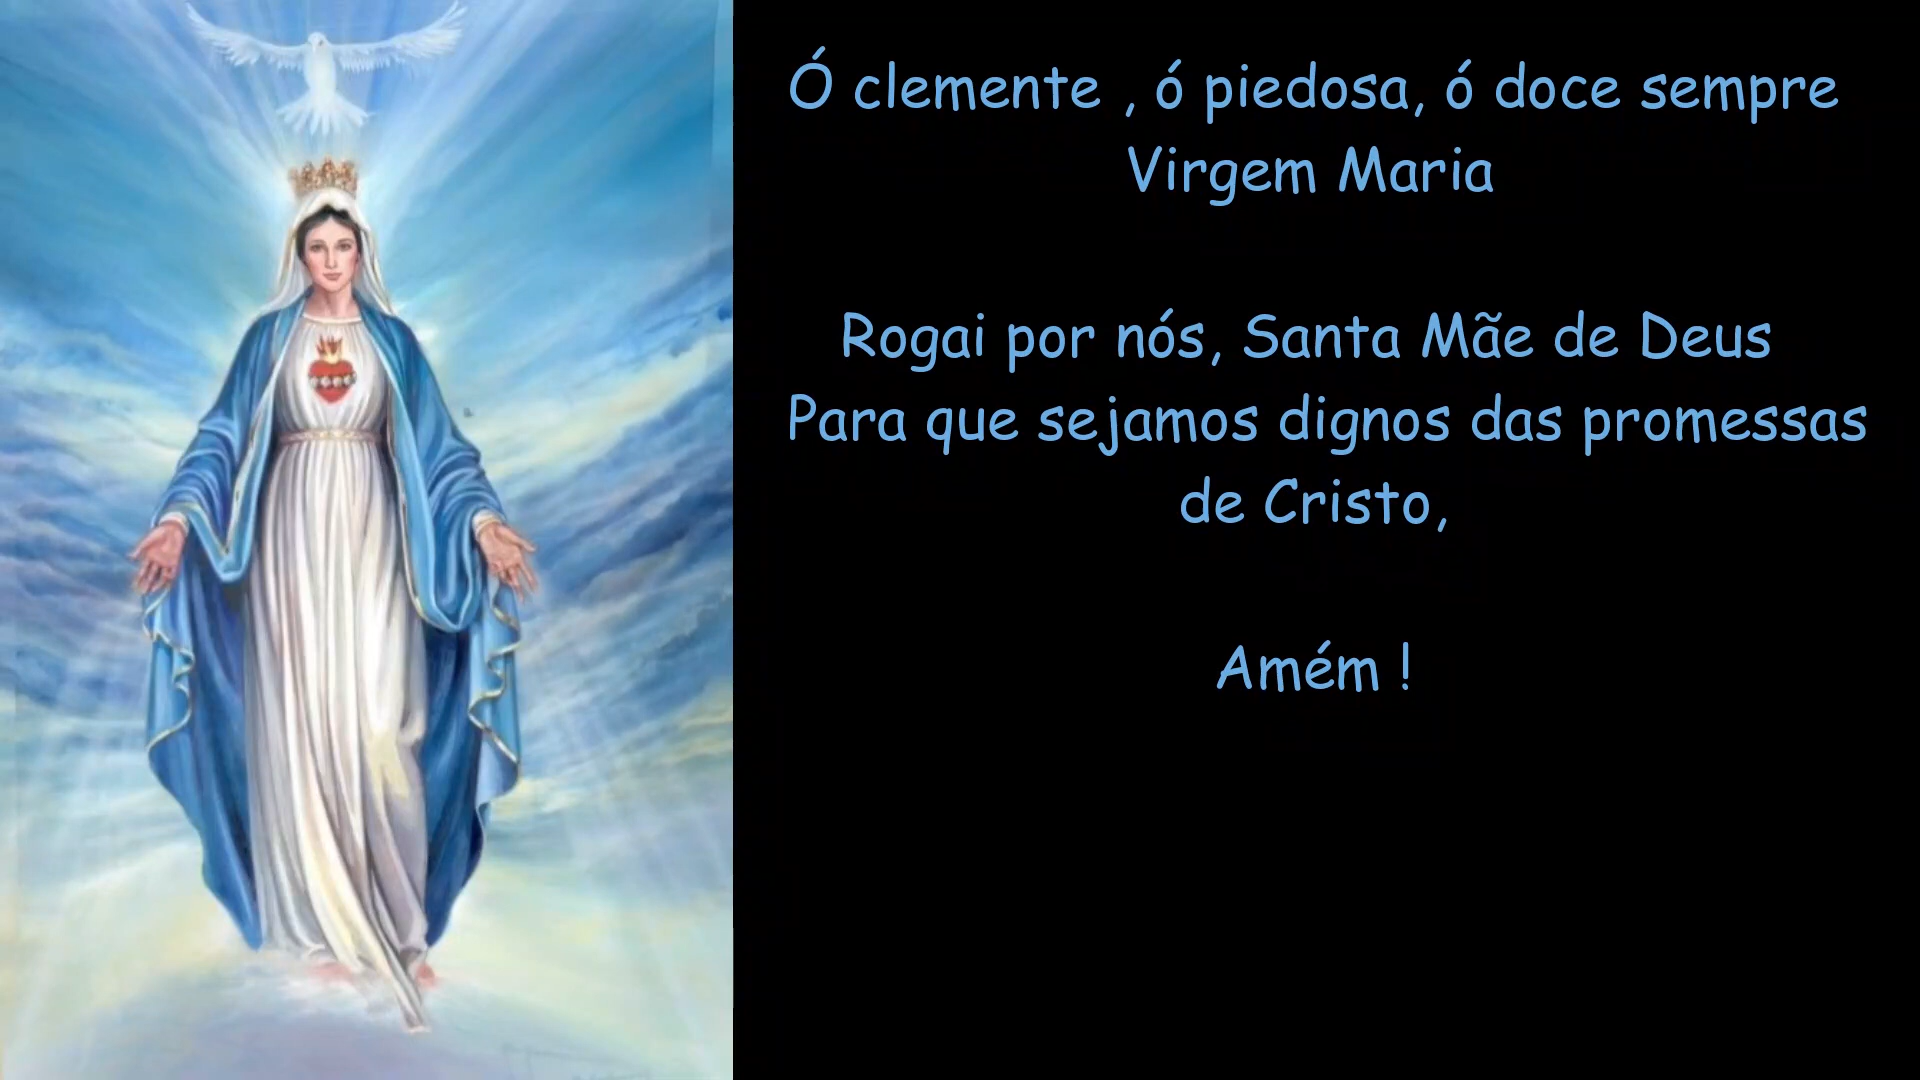 Ó clemente , ó piedosa, ó doce sempre
Virgem Maria
Rogai por nós, Santa Mãe de Deus
Para que sejamos dignos das promessas
de Cristo,
Amém !